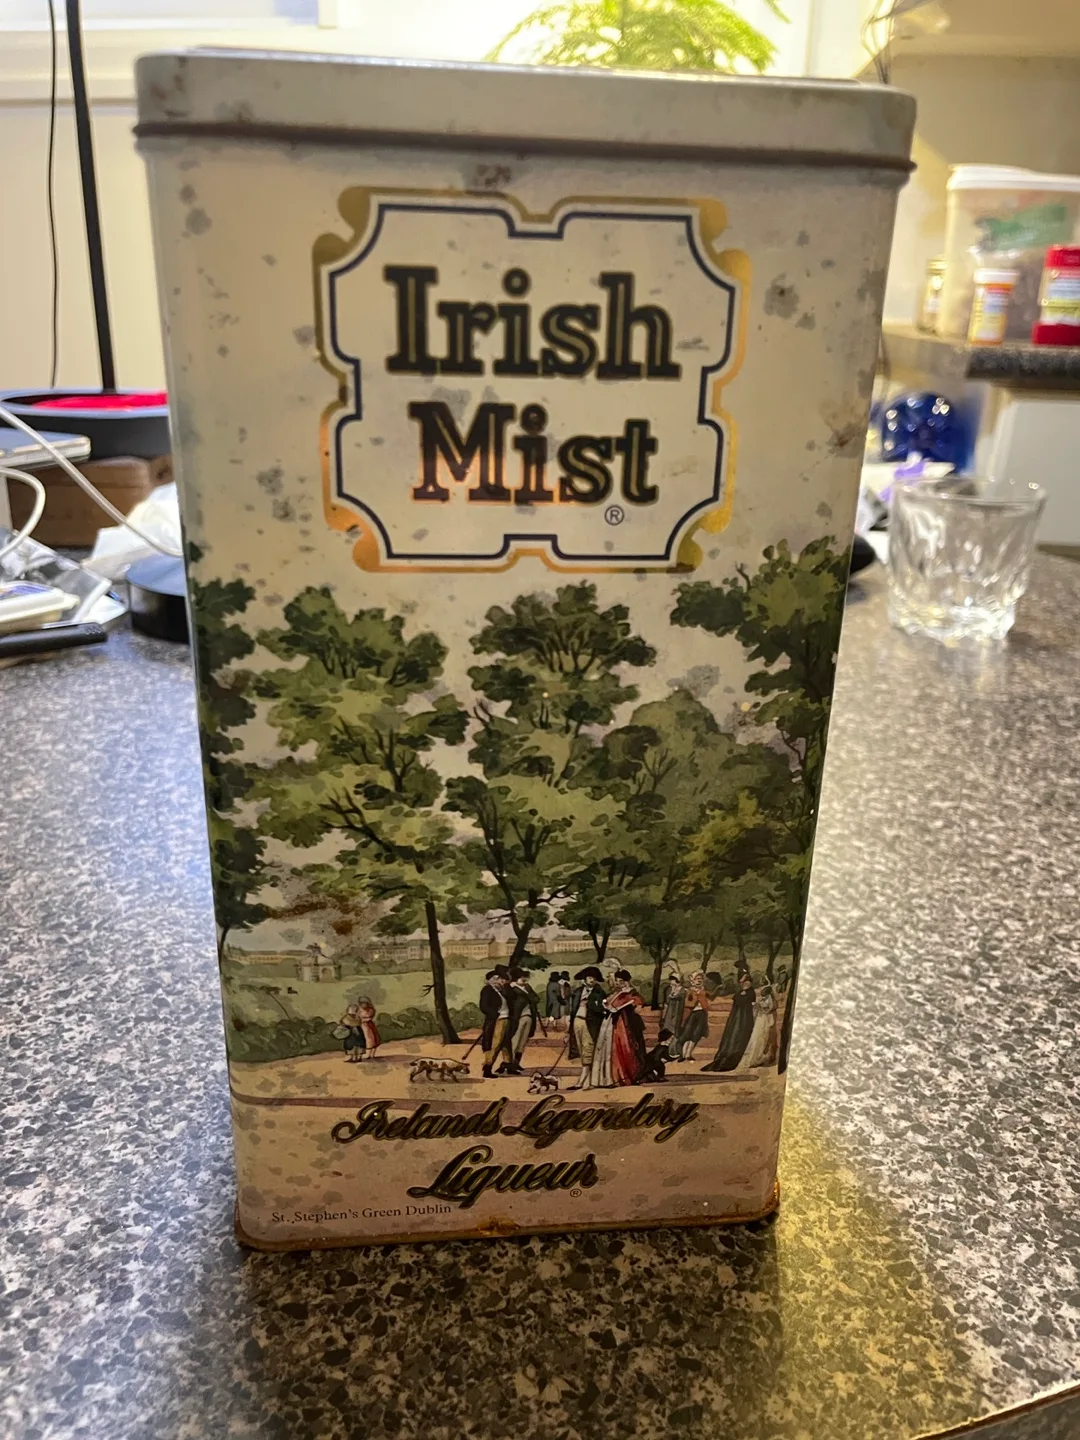 Irish
Mist
®
Ireland's Legendary
Liqueur®
St. Stephen's Green Dublin